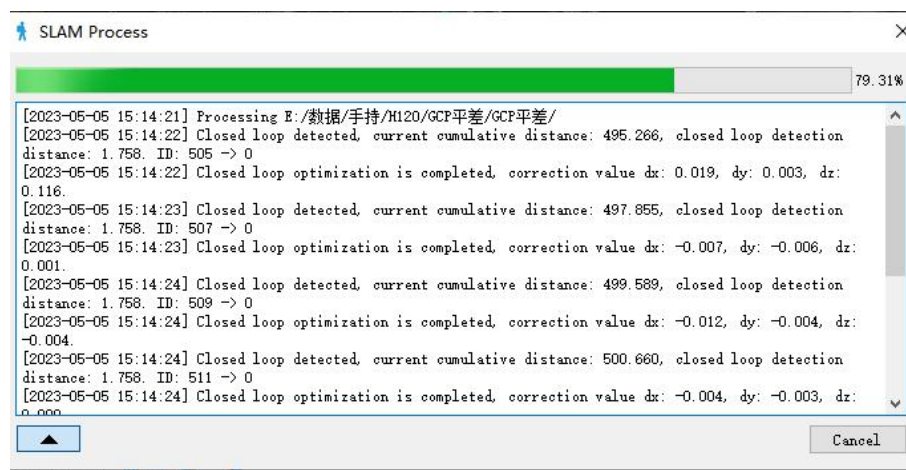 SLAM Process
79.31%
[2023-05-05 15:14:21] Processing E:/数据/手持/H120/GCP平差/GCP平差/
[2023-05-05 15:14:22] Closed loop detected, current cumulative distance: 495.266, closed loop detection
distance: 1.758. ID: 505 -> 0
[2023-05-05 15:14:22] Closed loop optimization is completed, correction value dx: 0.019, dy: 0.003, dz:
0.116.
[2023-05-05 15:14:23] Closed loop detected, current cumulative distance: 497.855, closed loop detection
distance: 1.758. ID: 507 -> 0
[2023-05-05 15:14:23] Closed loop optimization is completed, correction value dx: -0.007, dy: -0.006, dz:
0.001.
[2023-05-05 15:14:24] Closed loop detected, current cumulative distance: 499.589, closed loop detection
distance: 1.758. ID: 509 -> 0
[2023-05-05 15:14:24] Closed loop optimization is completed, correction value dx: -0.012, dy: -0.004, dz:
-0.004.
[2023-05-05 15:14:24] Closed loop detected, current cumulative distance: 500.660, closed loop detection
distance: 1.758. ID: 511 -> 0
[2023-05-05 15:14:24] Closed loop optimization is completed, correction value dx: -0.004, dy: -0.003, dz:
Cancel